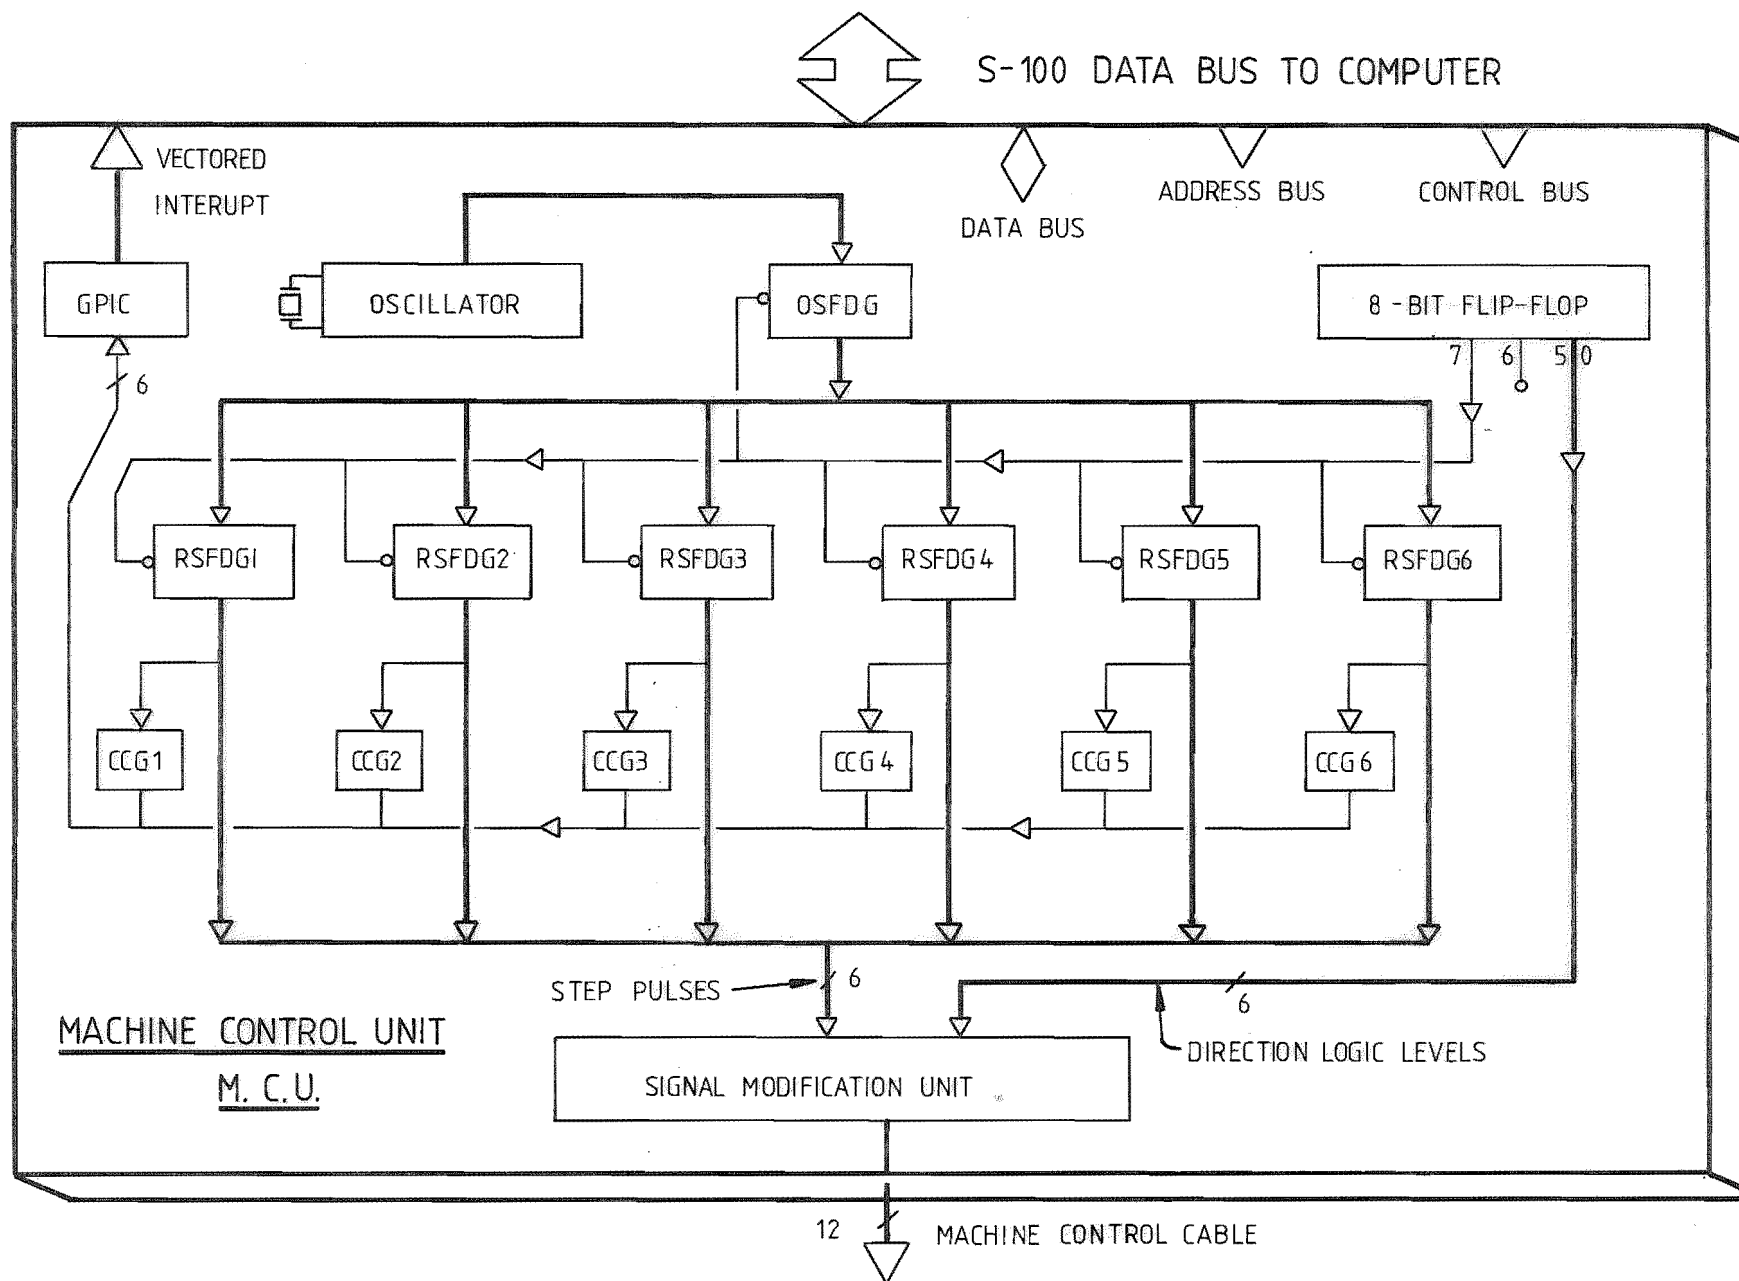 S-100 DATA BUS TO COMPUTER
VECTORED
INTERUPT
DATA BUS
ADDRESS BUS
CONTROL BUS
GPIC
OSCILLATOR
OSFDG
8-BIT FLIP-FLOP
7
6
5 0
6
RSFDG1
RSFDG2
RSFDG3
RSFDG4
RSFDG5
RSFDG6
CCG1
CCG2
CCG3
CCG4
CCG5
CCG6
STEP PULSES
6
6
DIRECTION LOGIC LEVELS
MACHINE CONTROL UNIT
M. C. U.
SIGNAL MODIFICATION UNIT
12
MACHINE CONTROL CABLE